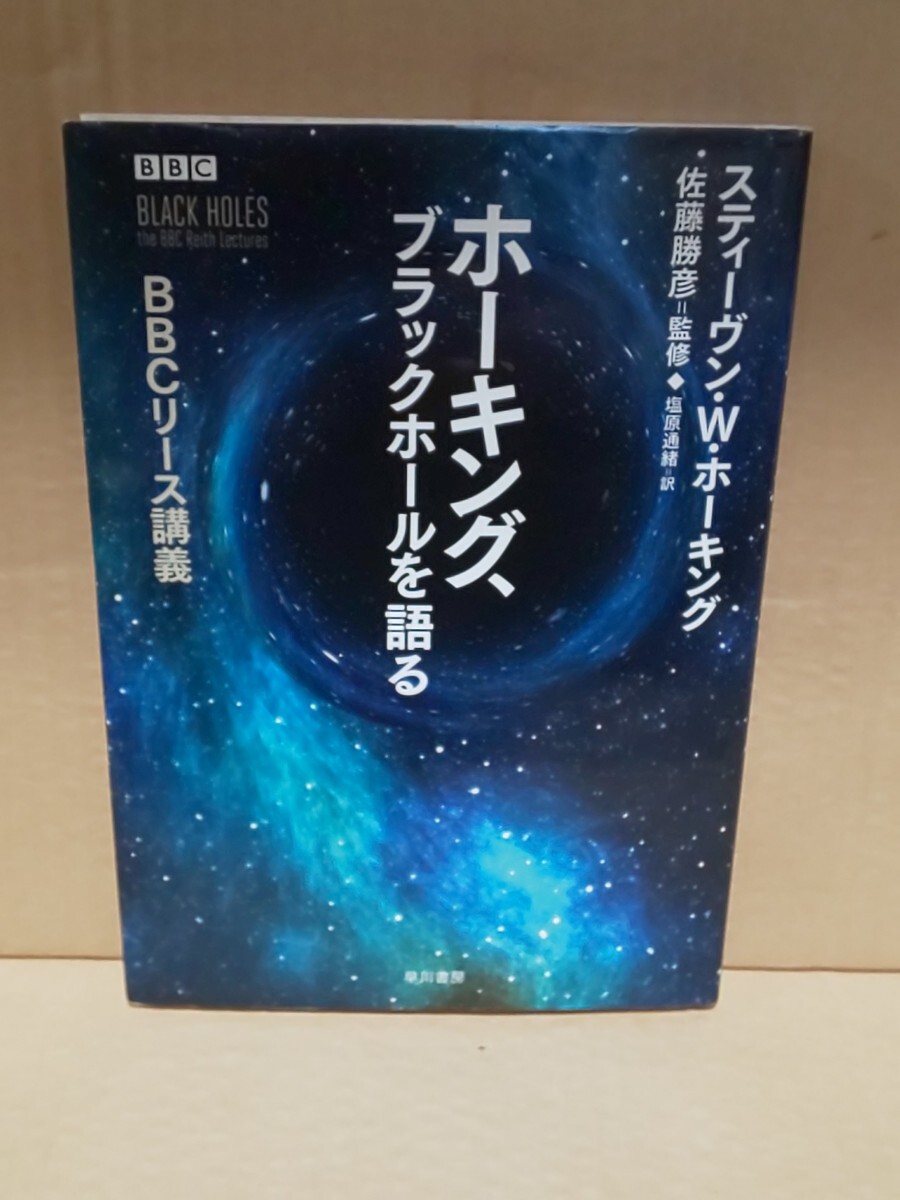 スティーヴン・W・ホーキング
佐藤勝彦=監修◆塩原通緒=訳
ホーキング、
ブラックホールを語る
BBC
BLACK HOLES
the BBC Reith Lectures
BBCリース講義
早川書房